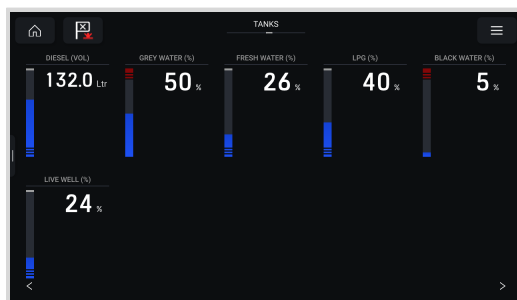 TANKS
DIESEL (VOL)
132.0 Ltr
GREY WATER (%)
50 %
FRESH WATER (%)
26 %
LPG (%)
40 %
BLACK WATER (%)
5 %
LIVE WELL (%)
24 %